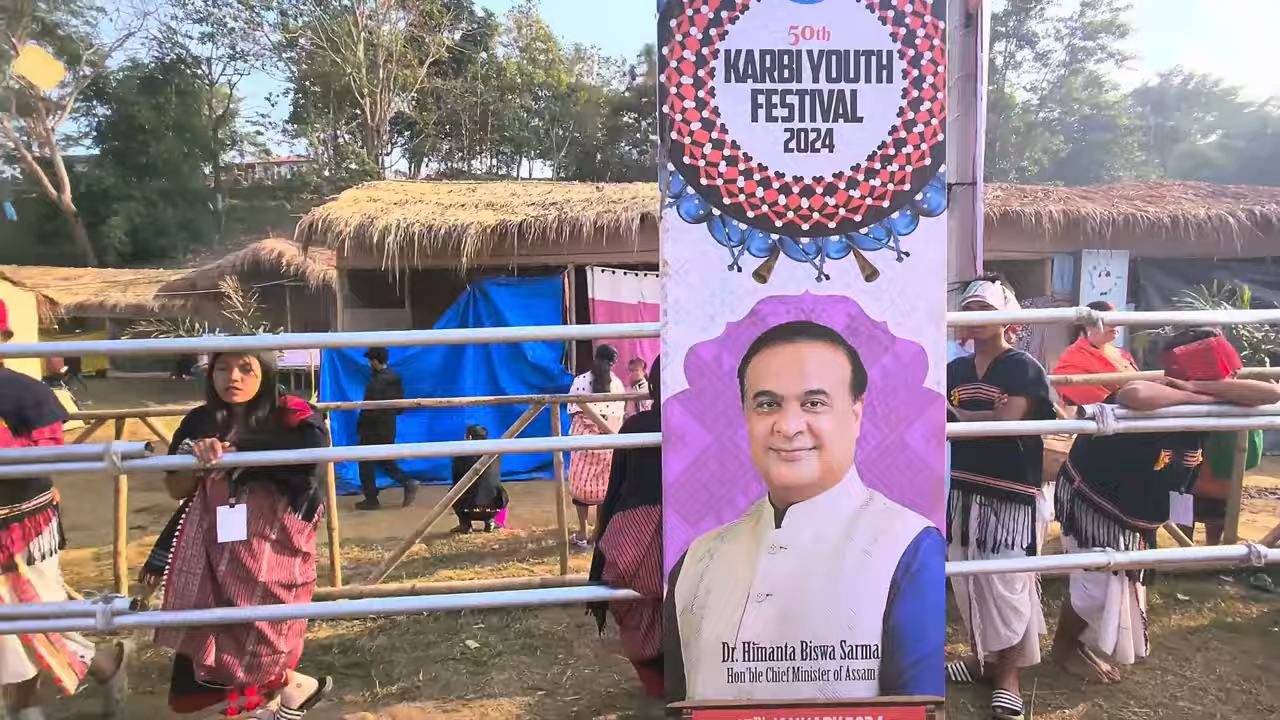 50th
KARBI YOUTH
FESTIVAL
2024
Dr. Himanta Biswa Sarma
Hon'ble Chief Minister of Assam